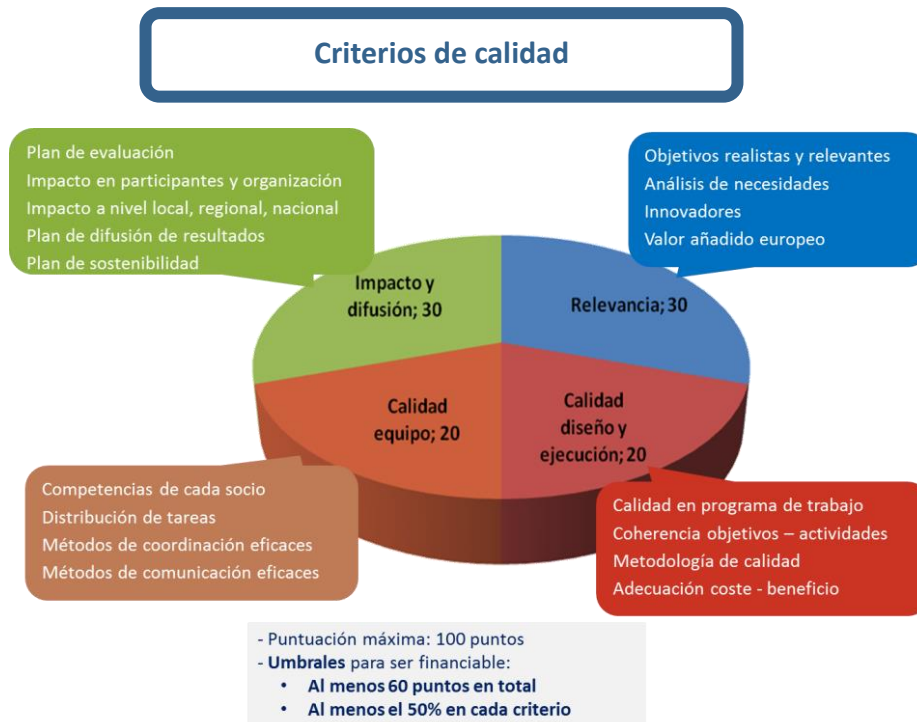 Criterios de calidad
Plan de evaluación
Impacto en participantes y organización
Impacto a nivel local, regional, nacional
Plan de difusión de resultados
Plan de sostenibilidad
Objetivos realistas y relevantes
Análisis de necesidades
Innovadores
Valor añadido europeo
Impacto y
difusión; 30
Relevancia; 30
Calidad
equipo; 20
Calidad
diseño y
ejecución; 20
Competencias de cada socio
Distribución de tareas
Métodos de coordinación eficaces
Métodos de comunicación eficaces
Calidad en programa de trabajo
Coherencia objetivos – actividades
Metodología de calidad
Adecuación coste - beneficio
- Puntuación máxima: 100 puntos
- Umbrales para ser financiable:
• Al menos 60 puntos en total
• Al menos el 50% en cada criterio